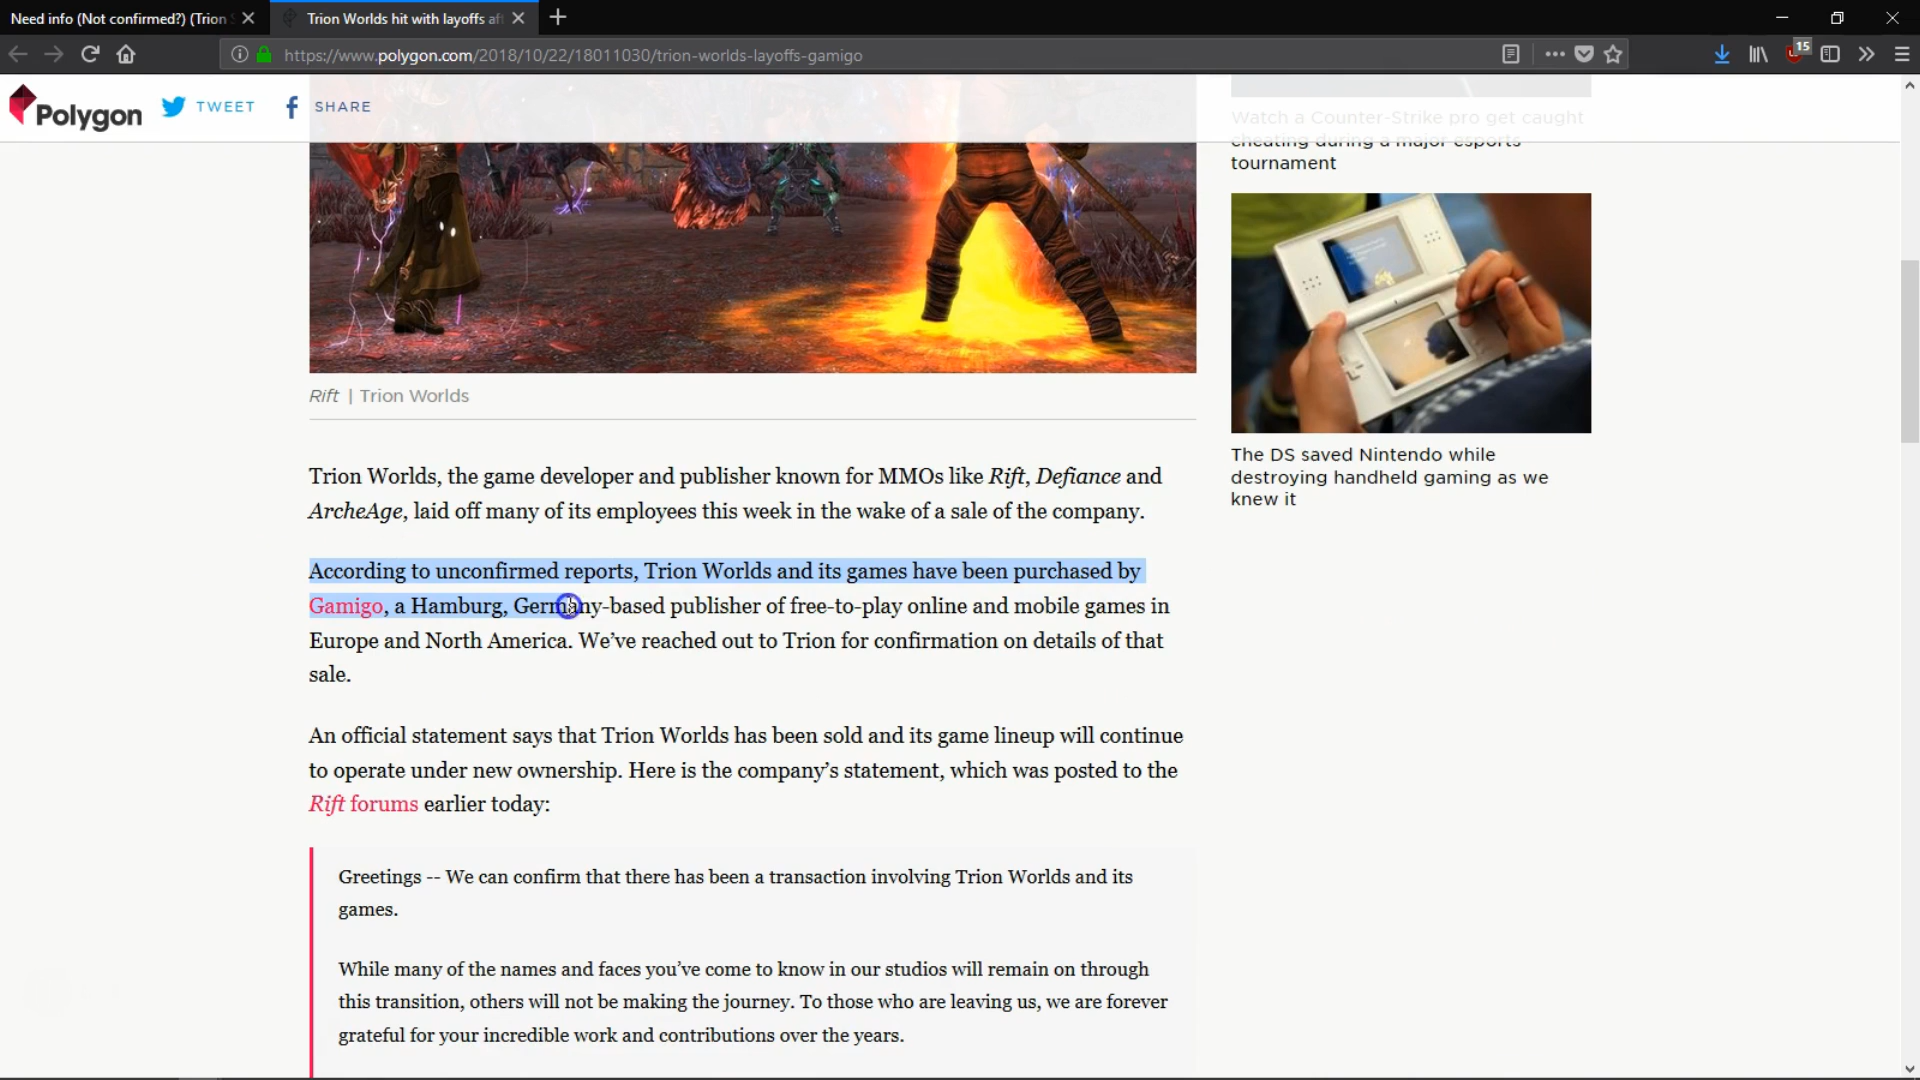 Need info (Not confirmed?) (Trion
Trion Worlds hit with layoffs aft
https://www.polygon.com/2018/10/22/18011030/trion-worlds-layoffs-gamigo
15
Polygon
TWEET
SHARE
Watch a Counter-Strike pro get caught
cheating during a major esports
tournament
The DS saved Nintendo while
destroying handheld gaming as we
knew it
Rift | Trion Worlds
Trion Worlds, the game developer and publisher known for MMOs like Rift, Defiance and
ArcheAge, laid off many of its employees this week in the wake of a sale of the company.
According to unconfirmed reports, Trion Worlds and its games have been purchased by
Gamigo, a Hamburg, Germany-based publisher of free-to-play online and mobile games in
Europe and North America. We’ve reached out to Trion for confirmation on details of that
sale.
An official statement says that Trion Worlds has been sold and its game lineup will continue
to operate under new ownership. Here is the company’s statement, which was posted to the
Rift forums earlier today:
Greetings -- We can confirm that there has been a transaction involving Trion Worlds and its
games.
While many of the names and faces you’ve come to know in our studios will remain on through
this transition, others will not be making the journey. To those who are leaving us, we are forever
grateful for your incredible work and contributions over the years.